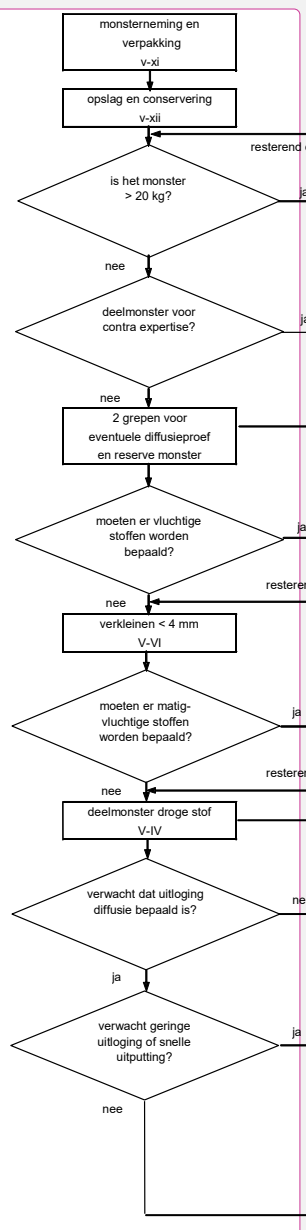 monsterneming en
verpakking
v-xi
opslag en conservering
v-xii
resterend
is het monster
> 20 kg?
ja
nee
deelmonster voor
contra expertise?
ja
nee
2 grepen voor
eventuele diffusieproef
en reserve monster
moeten er vluchtige
stoffen worden
bepaald?
ja
nee
verkleinen < 4 mm
V-VI
moeten er matig-
vluchtige stoffen
worden bepaald?
ja
nee
deelmonster droge stof
V-IV
verwacht dat uitloging
diffusie bepaald is?
ja
verwacht geringe
uitloging of snelle
uitputting?
ja
nee